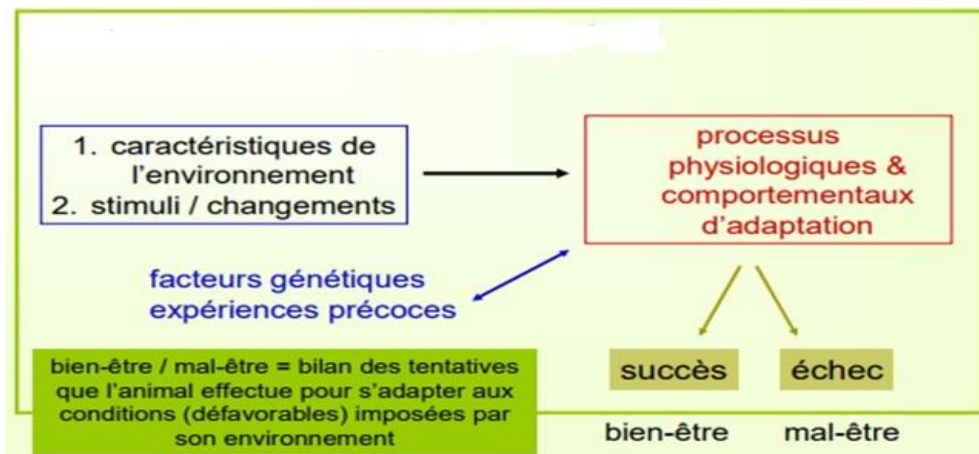 1. caractéristiques de
l'environnement
2. stimuli / changements
processus
physiologiques &
comportementaux
d'adaptation
facteurs génétiques
expériences précoces
bien-être / mal-être = bilan des tentatives
que l'animal effectue pour s'adapter aux
conditions (défavorables) imposées par
son environnement
succès
échec
bien-être
mal-être